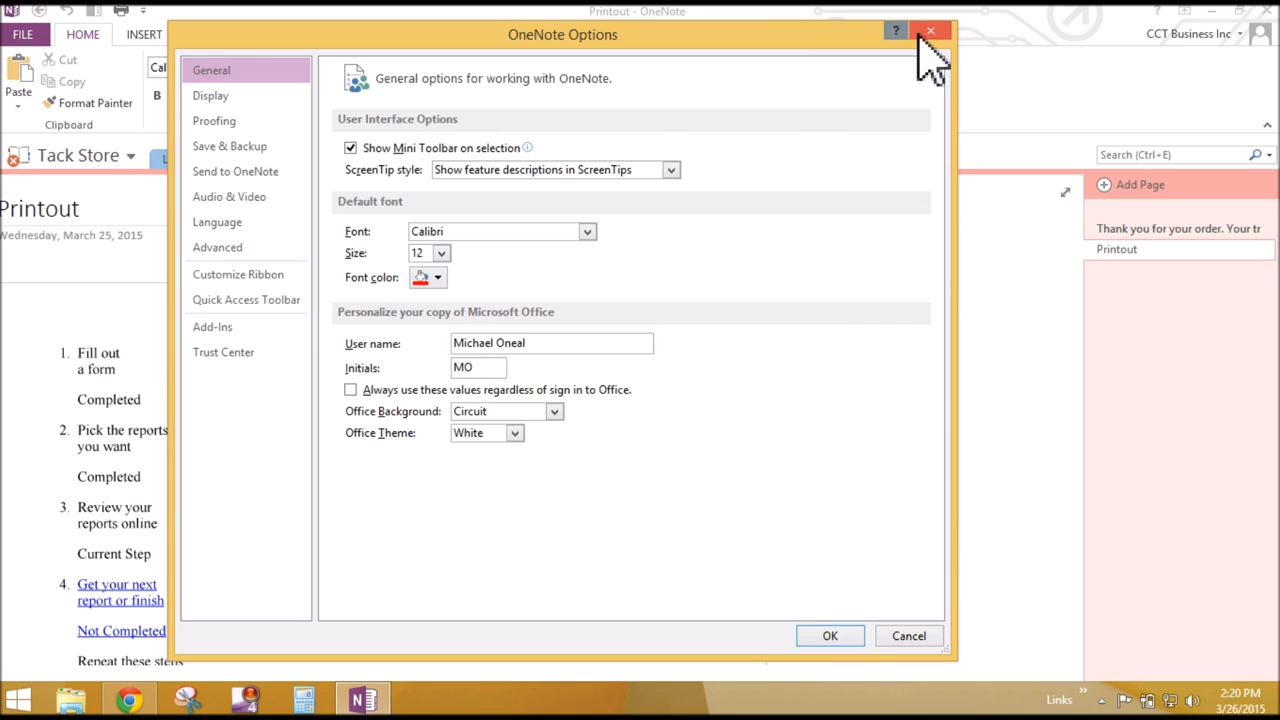 Printout - OneNote
FILE HOME INSERT
CCT Business Inc
Paste
Cut
Copy
Format Painter
Clipboard
Cal
B
Tack Store
Search (Ctrl+E)
Add Page
Thank you for your order. Your tr
Printout
Printout
Wednesday, March 25, 2015
1. Fill out
a form
Completed
2. Pick the reports
you want
Completed
3. Review your
reports online
Current Step
4. Get your next
report or finish
Not Completed
Repeat these steps
OneNote Options
?
General
Display
Proofing
Save & Backup
Send to OneNote
Audio & Video
Language
Advanced
Customize Ribbon
Quick Access Toolbar
Add-Ins
Trust Center
General options for working with OneNote.
User Interface Options
Show Mini Toolbar on selection
ScreenTip style: Show feature descriptions in ScreenTips
Default font
Font: Calibri
Size: 12
Font color:
Personalize your copy of Microsoft Office
User name: Michael Oneal
Initials: MO
Always use these values regardless of sign in to Office.
Office Background: Circuit
Office Theme: White
OK Cancel
Links
2:20 PM
3/26/2015